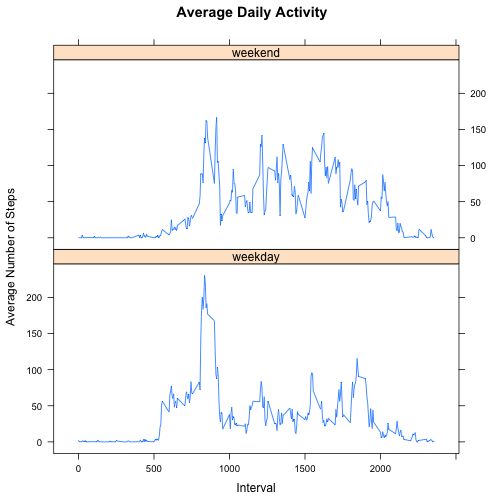 Average Daily Activity
weekend
200
150
100
50
0
weekday
200
150
100
50
0
0 500 1000 1500 2000
Interval
Average Number of Steps